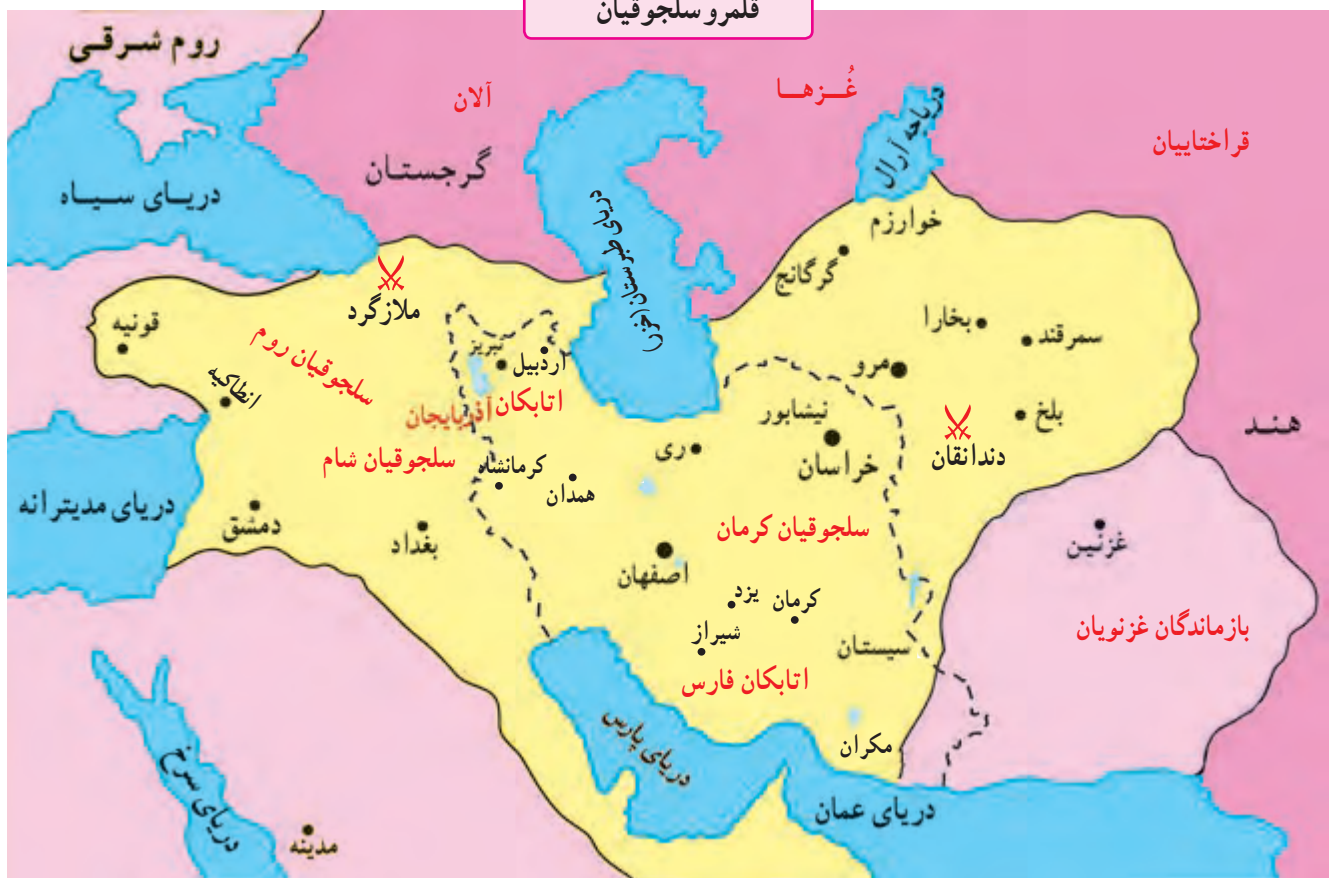 قلمرو سلجوقیان
روم شرقی
آلان
غُزها
دریاچه آرال
قراختاییان
گرجستان
دریای سیاه
دریای طبرستان (خزر)
خوارزم
گرگانج
ملازگرد
قونیه
بخارا
سمرقند
تبریز
اردبیل
سلجوقیان روم
مرو
انطاکیه
اتابکان
آذربایجان
نیشابور
بلخ
هند
ری
خراسان
دندانقان
سلجوقیان شام
کرمانشاه
همدان
دریای مدیترانه
دمشق
بغداد
سلجوقیان کرمان
غزنین
اصفهان
یزد
کرمان
شیراز
سیستان
بازماندگان غزنویان
اتابکان فارس
دریای پارس
مکران
دریای سرخ
دریای عمان
مدینه